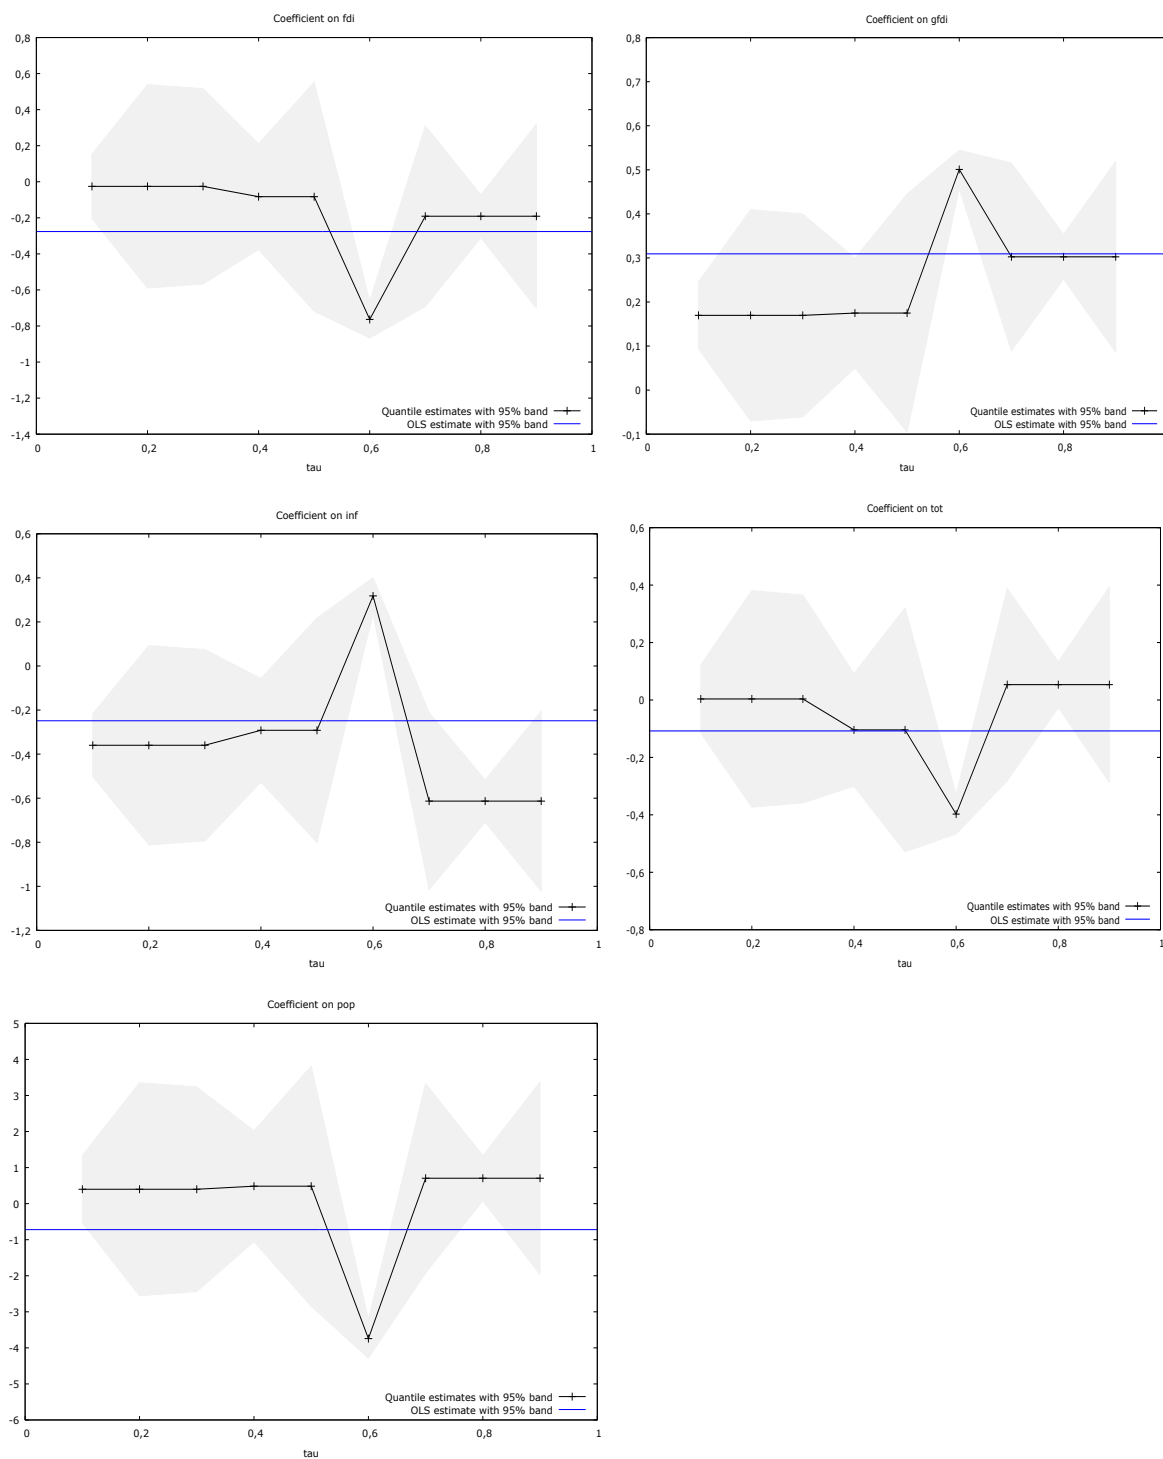 Coefficient on fdi
0,8
0,6
0,4
0,2
0
-0,2
-0,4
-0,6
-0,8
-1
-1,2
-1,4
Quantile estimates with 95% band
OLS estimate with 95% band
0 0,2 0,4 0,6 0,8 1
tau
Coefficient on gfdi
0,8
0,7
0,6
0,5
0,4
0,3
0,2
0,1
0
-0,1
Quantile estimates with 95% band
OLS estimate with 95% band
0 0,2 0,4 0,6 0,8
tau
Coefficient on inf
0,6
0,4
0,2
0
-0,2
-0,4
-0,6
-0,8
-1
-1,2
Quantile estimates with 95% band
OLS estimate with 95% band
0 0,2 0,4 0,6 0,8 1
tau
Coefficient on tot
0,6
0,4
0,2
0
-0,2
-0,4
-0,6
-0,8
Quantile estimates with 95% band
OLS estimate with 95% band
0 0,2 0,4 0,6 0,8 1
tau
Coefficient on pop
5
4
3
2
1
0
-1
-2
-3
-4
-5
-6
Quantile estimates with 95% band
OLS estimate with 95% band
0 0,2 0,4 0,6 0,8 1
tau